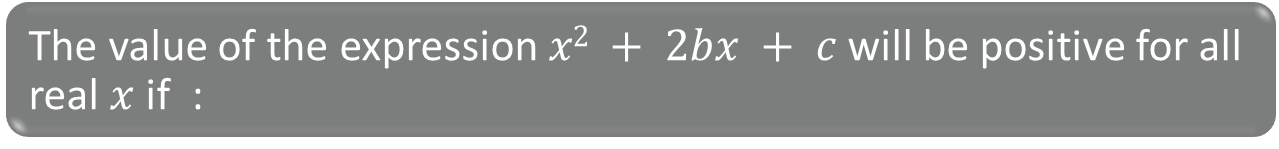 The value of the expression x² + 2bx + c will be positive for all
real x if :